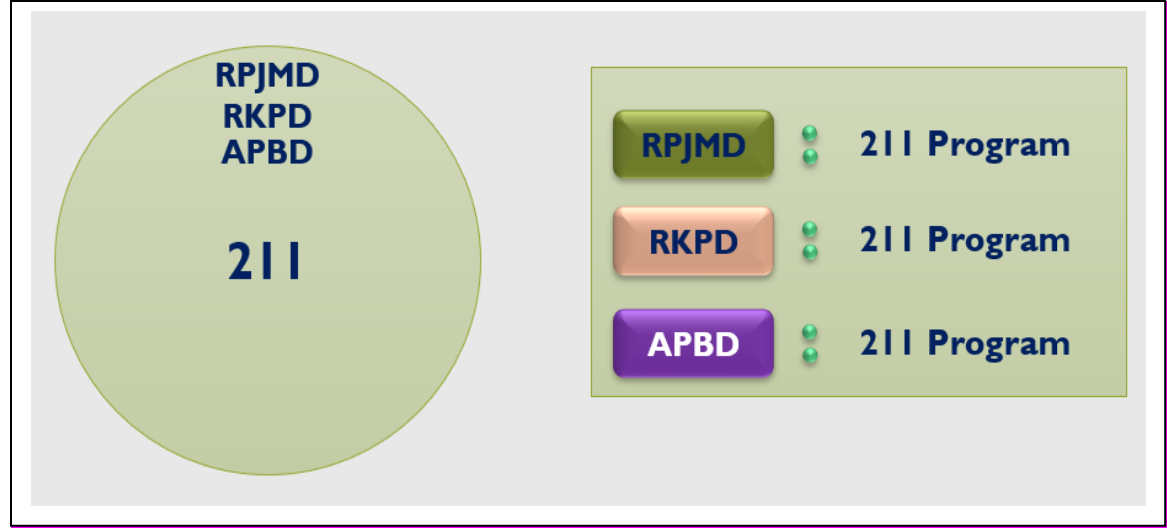 RPJMD
RKPD
APBD
211
RPJMD : 211 Program
RKPD : 211 Program
APBD : 211 Program